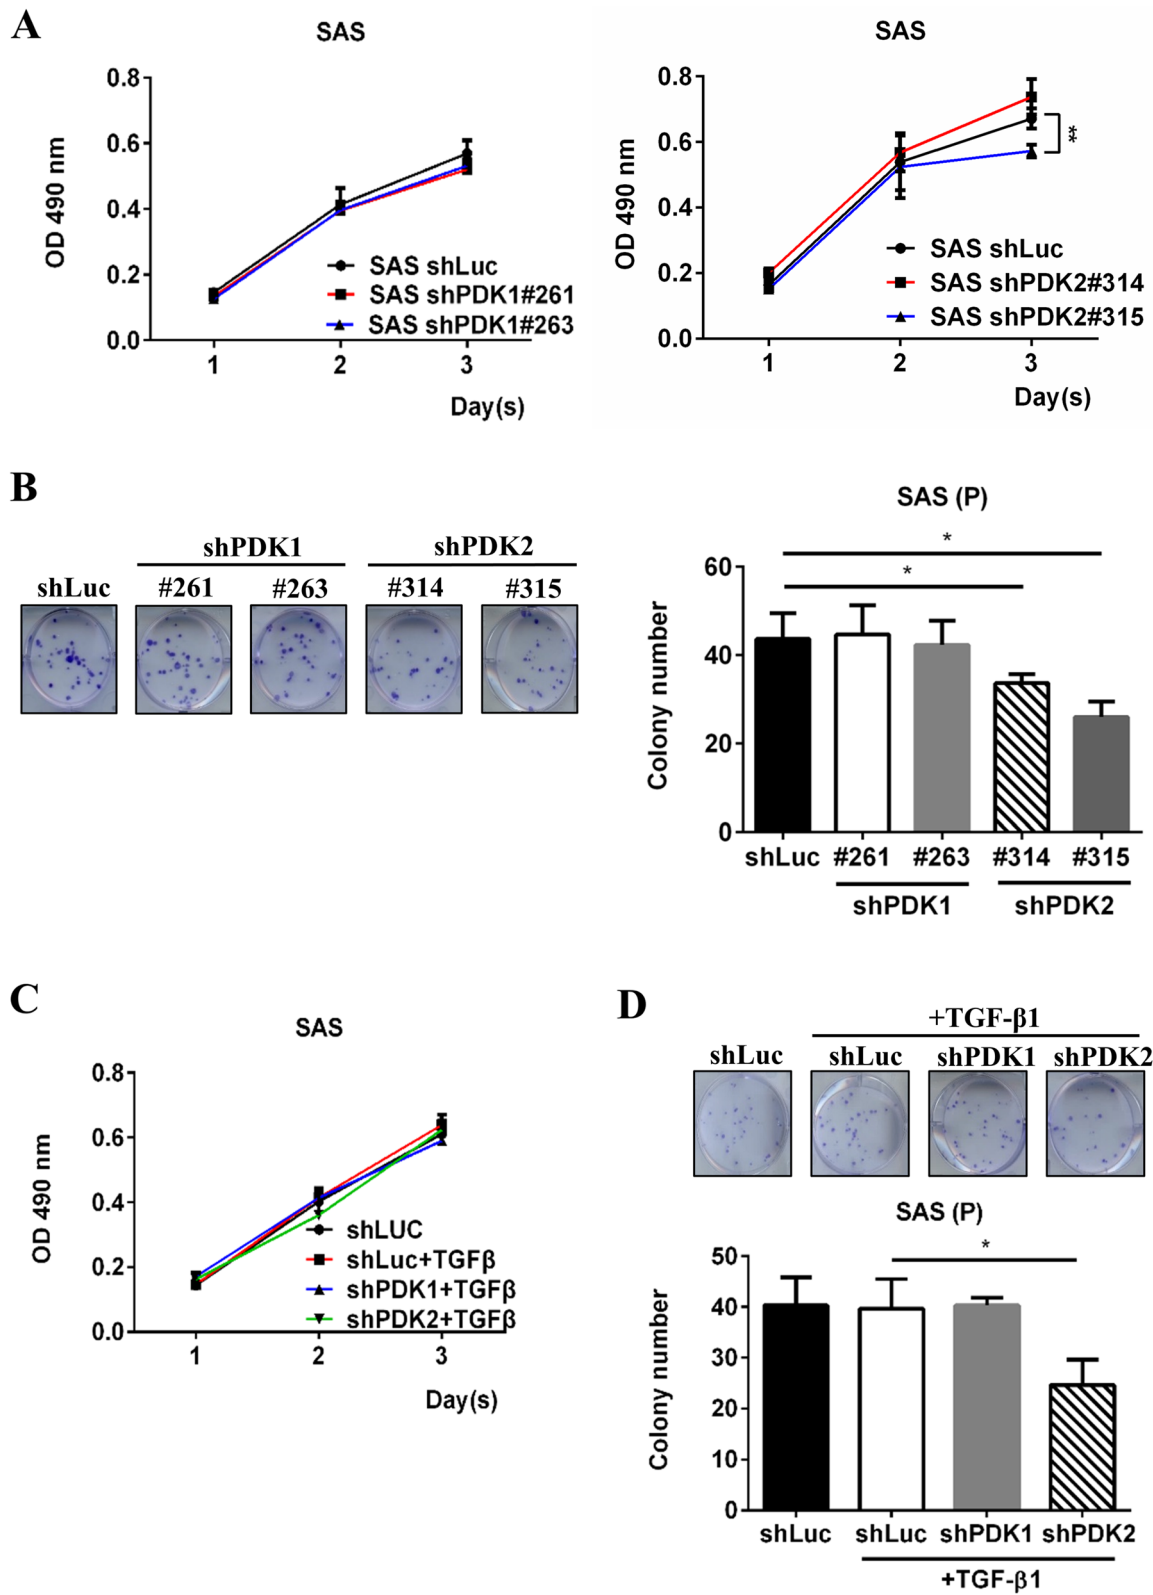 A
SAS
0.8
0.6
0.4
0.2
0.0
OD 490 nm
SAS shLuc
SAS shPDK1#261
SAS shPDK1#263
1 2 3
Day(s)
SAS
0.8
0.6
0.4
0.2
0.0
OD 490 nm
**
SAS shLuc
SAS shPDK2#314
SAS shPDK2#315
1 2 3
Day(s)
B
shPDK1 shPDK2
shLuc #261 #263 #314 #315
SAS (P)
*
*
60
40
20
0
Colony number
shLuc #261 #263 #314 #315
shPDK1 shPDK2
C
SAS
0.8
0.6
0.4
0.2
0.0
OD 490 nm
shLUC
shLuc+TGFβ
shPDK1+TGFβ
shPDK2+TGFβ
1 2 3
Day(s)
D
+TGF-β1
shLuc shLuc shPDK1 shPDK2
SAS (P)
*
50
40
30
20
10
0
Colony number
shLuc shLuc shPDK1 shPDK2
+TGF-β1